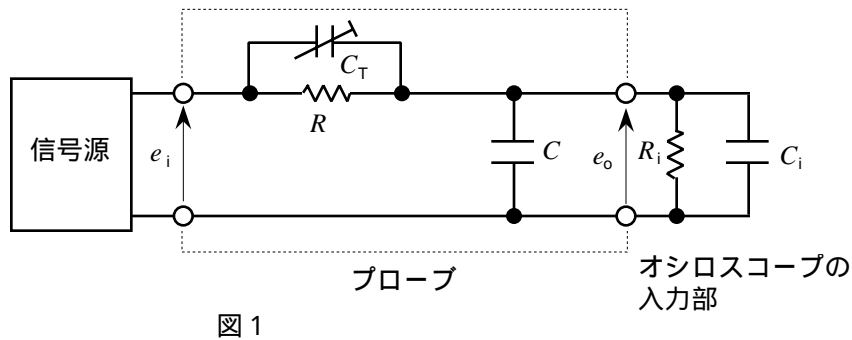 C_T
R
信号源
e_i
C
e_o
R_i
C_i
プローブ
オシロスコープの
入力部
図1